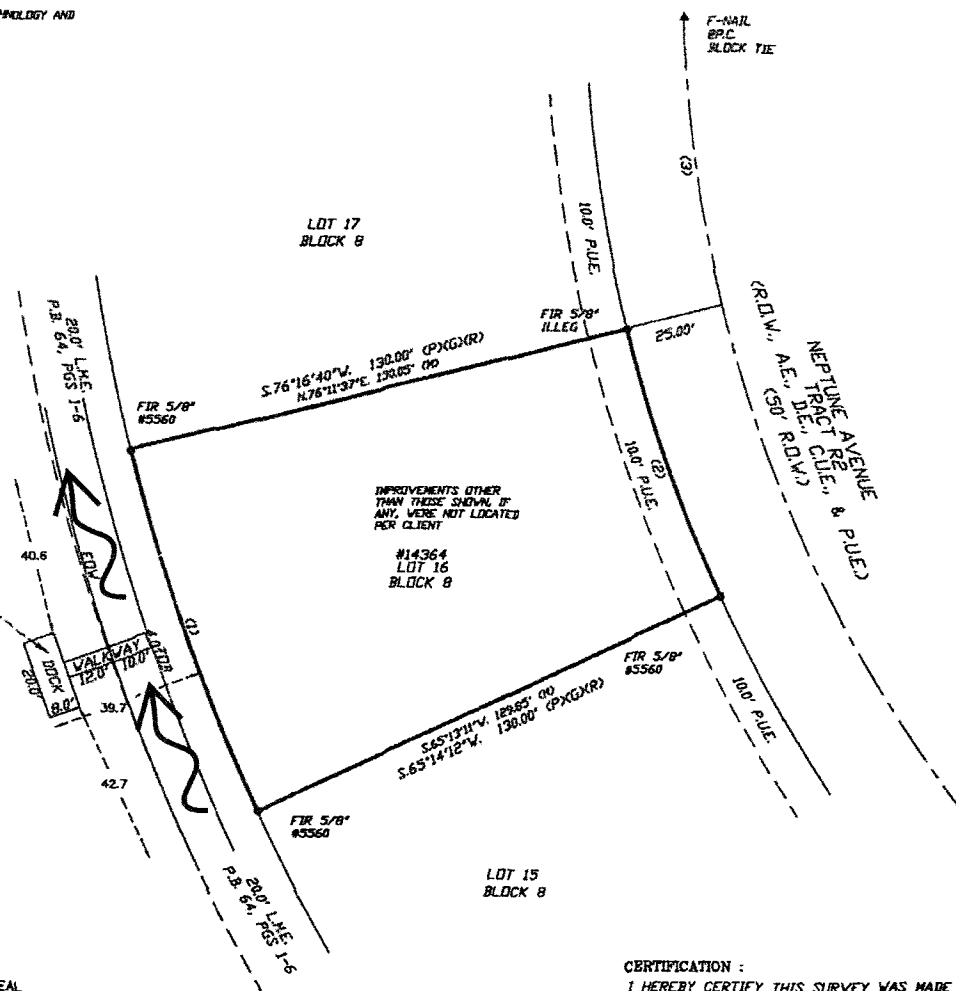 HNOLOGY AND
F-NAIL
@P.C.
BLOCK TIE
(3)
LOT 17
BLOCK 8
10.0' P.U.E.
FIR 5/8"
ILLEG
25.00'
NEPTUNE AVENUE
TRACT R2
(R.O.W., A.E., D.E., C.U.E., & P.U.E.)
(50' R.O.W.)
20.0' L.M.E.
P.B. 64, PGS 1-6
S.76°16'40"W. 130.00' (P)(G)(R)
N.76°11'37"E. 130.05' (M)
FIR 5/8"
#5560
10.0' P.U.E.
(2)
IMPROVEMENTS OTHER
THAN THOSE SHOWN, IF
ANY, WERE NOT LOCATED
PER CLIENT
#14364
LOT 16
BLOCK 8
40.6
EOW
(1)
WALKWAY
12.0' 10.0'
DOCK
20.0'
8.0'
39.7
42.7
FIR 5/8"
#5560
10.0' P.U.E.
S.65°13'11"W. 129.85' (M)
S.65°14'12"W. 130.00' (P)(G)(R)
FIR 5/8"
#5560
LOT 15
BLOCK 8
20.0' L.M.E.
P.B. 64, PGS 1-6
EAL
CERTIFICATION :
I HEREBY CERTIFY THIS SURVEY WAS MADE